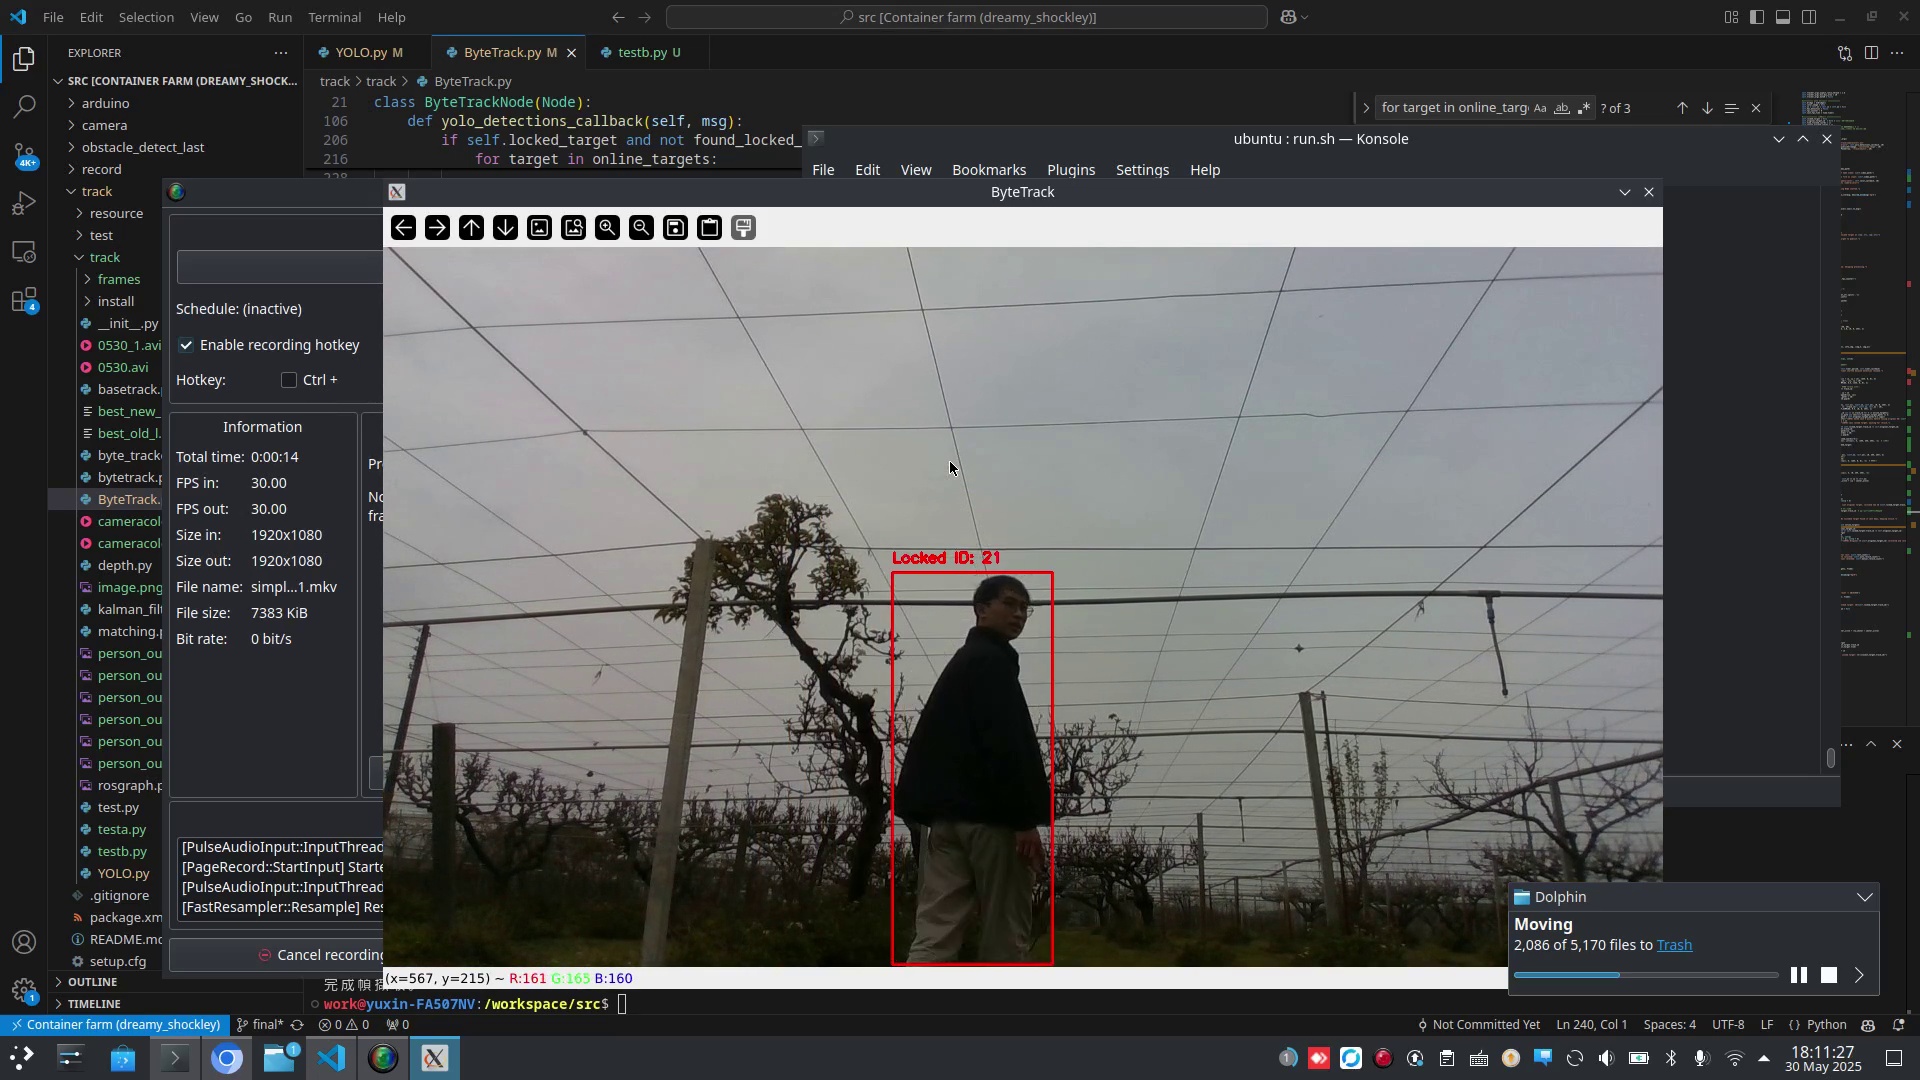 File Edit Selection View Go Run Terminal Help
src [Container farm (dreamy_shockley)]
EXPLORER
SRC [CONTAINER FARM (DREAMY_SHOCK...
arduino
camera
obstacle_detect_last
record
track
resource
test
track
frames
install
__init__.py
0530_1.avi
0530.avi
basetrack.
best_new_
best_old_l.
byte_track
bytetrack.p
ByteTrack.
cameracol
cameracol
depth.py
image.png
kalman_filt
matching.p
person_ou
person_ou
person_ou
person_ou
person_ou
person_ou
rosgraph.p
test.py
testa.py
testb.py
YOLO.py
.gitignore
package.xm
README.md
setup.cfg
OUTLINE
TIMELINE
YOLO.py M
ByteTrack.py M
testb.py U
track > track > ByteTrack.py
21 class ByteTrackNode(Node):
106 def yolo_detections_callback(self, msg):
206 if self.locked_target and not found_locked_
216 for target in online_targets:
for target in online_targ
Aa ab
? of 3
ubuntu : run.sh — Konsole
File Edit View Bookmarks Plugins Settings Help
Schedule: (inactive)
Enable recording hotkey
Hotkey: Ctrl +
Information
Total time: 0:00:14
FPS in: 30.00
FPS out: 30.00
Size in: 1920x1080
Size out: 1920x1080
File name: simpl...1.mkv
File size: 7383 KiB
Bit rate: 0 bit/s
Pr
No
fra
[PulseAudioInput::InputThread
[PageRecord::StartInput] Starte
[PulseAudioInput::InputThread
[FastResampler::Resample] Res
Cancel recording
ByteTrack
Locked ID: 21
(x=567, y=215) ~ R:161 G:165 B:160
work@yuxin-FA507NV:/workspace/src$
Dolphin
Moving
2,086 of 5,170 files to Trash
Container farm (dreamy_shockley) final* 0 0 0
Not Committed Yet Ln 240, Col 1 Spaces: 4 UTF-8 LF {} Python
4K+
4
1
1
1
18:11:27
30 May 2025